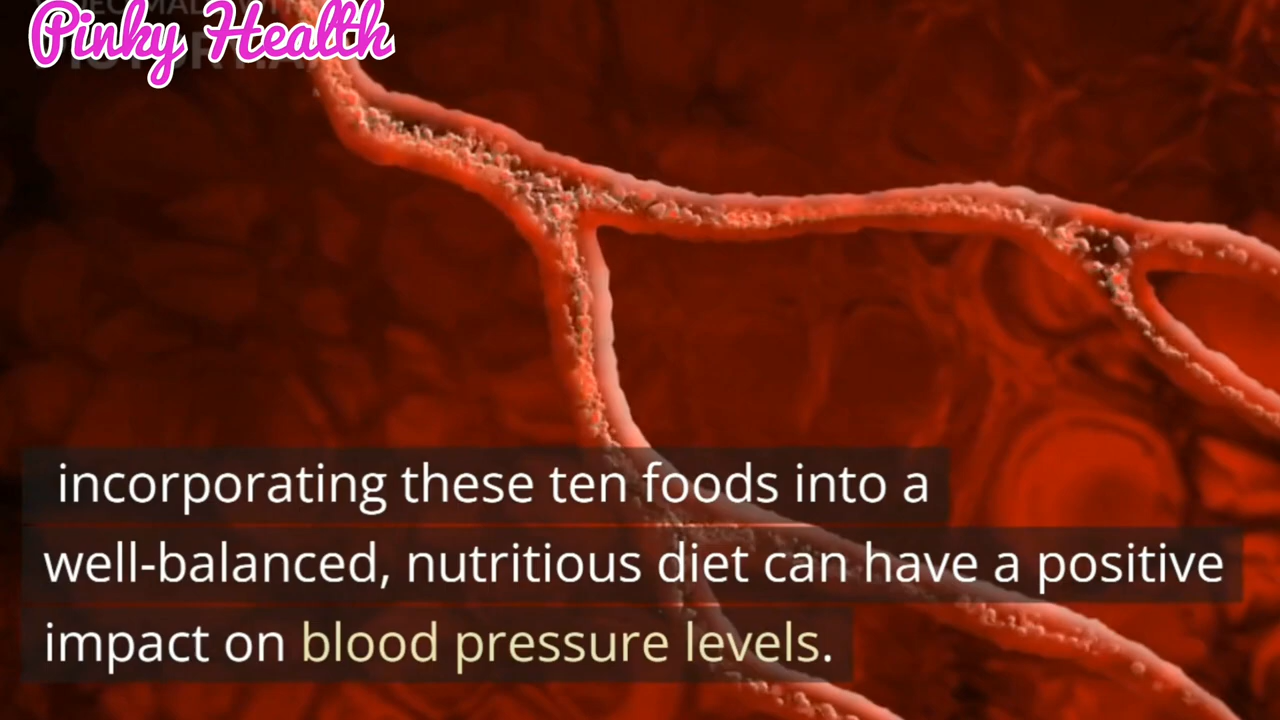 Pinky Health
incorporating these ten foods into a
well-balanced, nutritious diet can have a positive
impact on blood pressure levels.